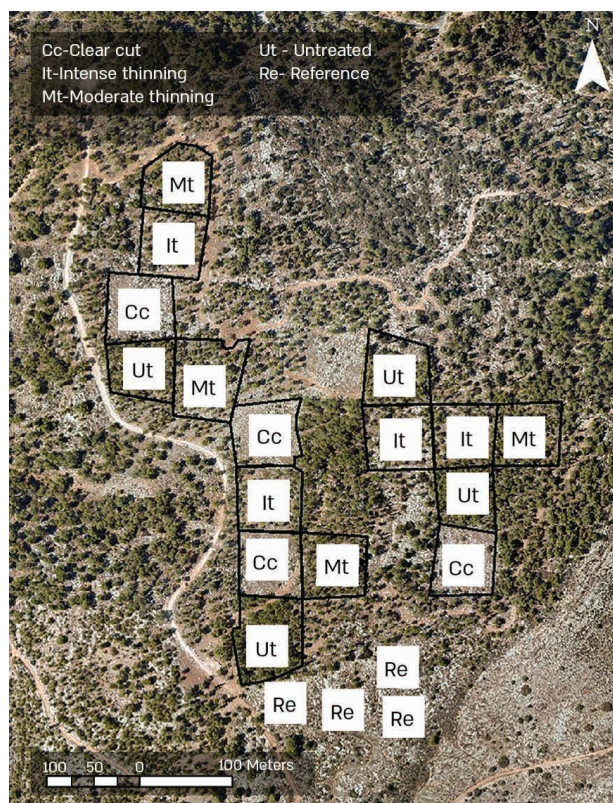 Cc-Clear cut
Ut - Untreated
It-Intense thinning
Re- Reference
Mt-Moderate thinning
N
Mt
It
Cc
Ut
Mt
Ut
Cc
It
It
Mt
It
Ut
Cc
Mt
Cc
Ut
Re
Re
Re
Re
100 50 0 100 Meters